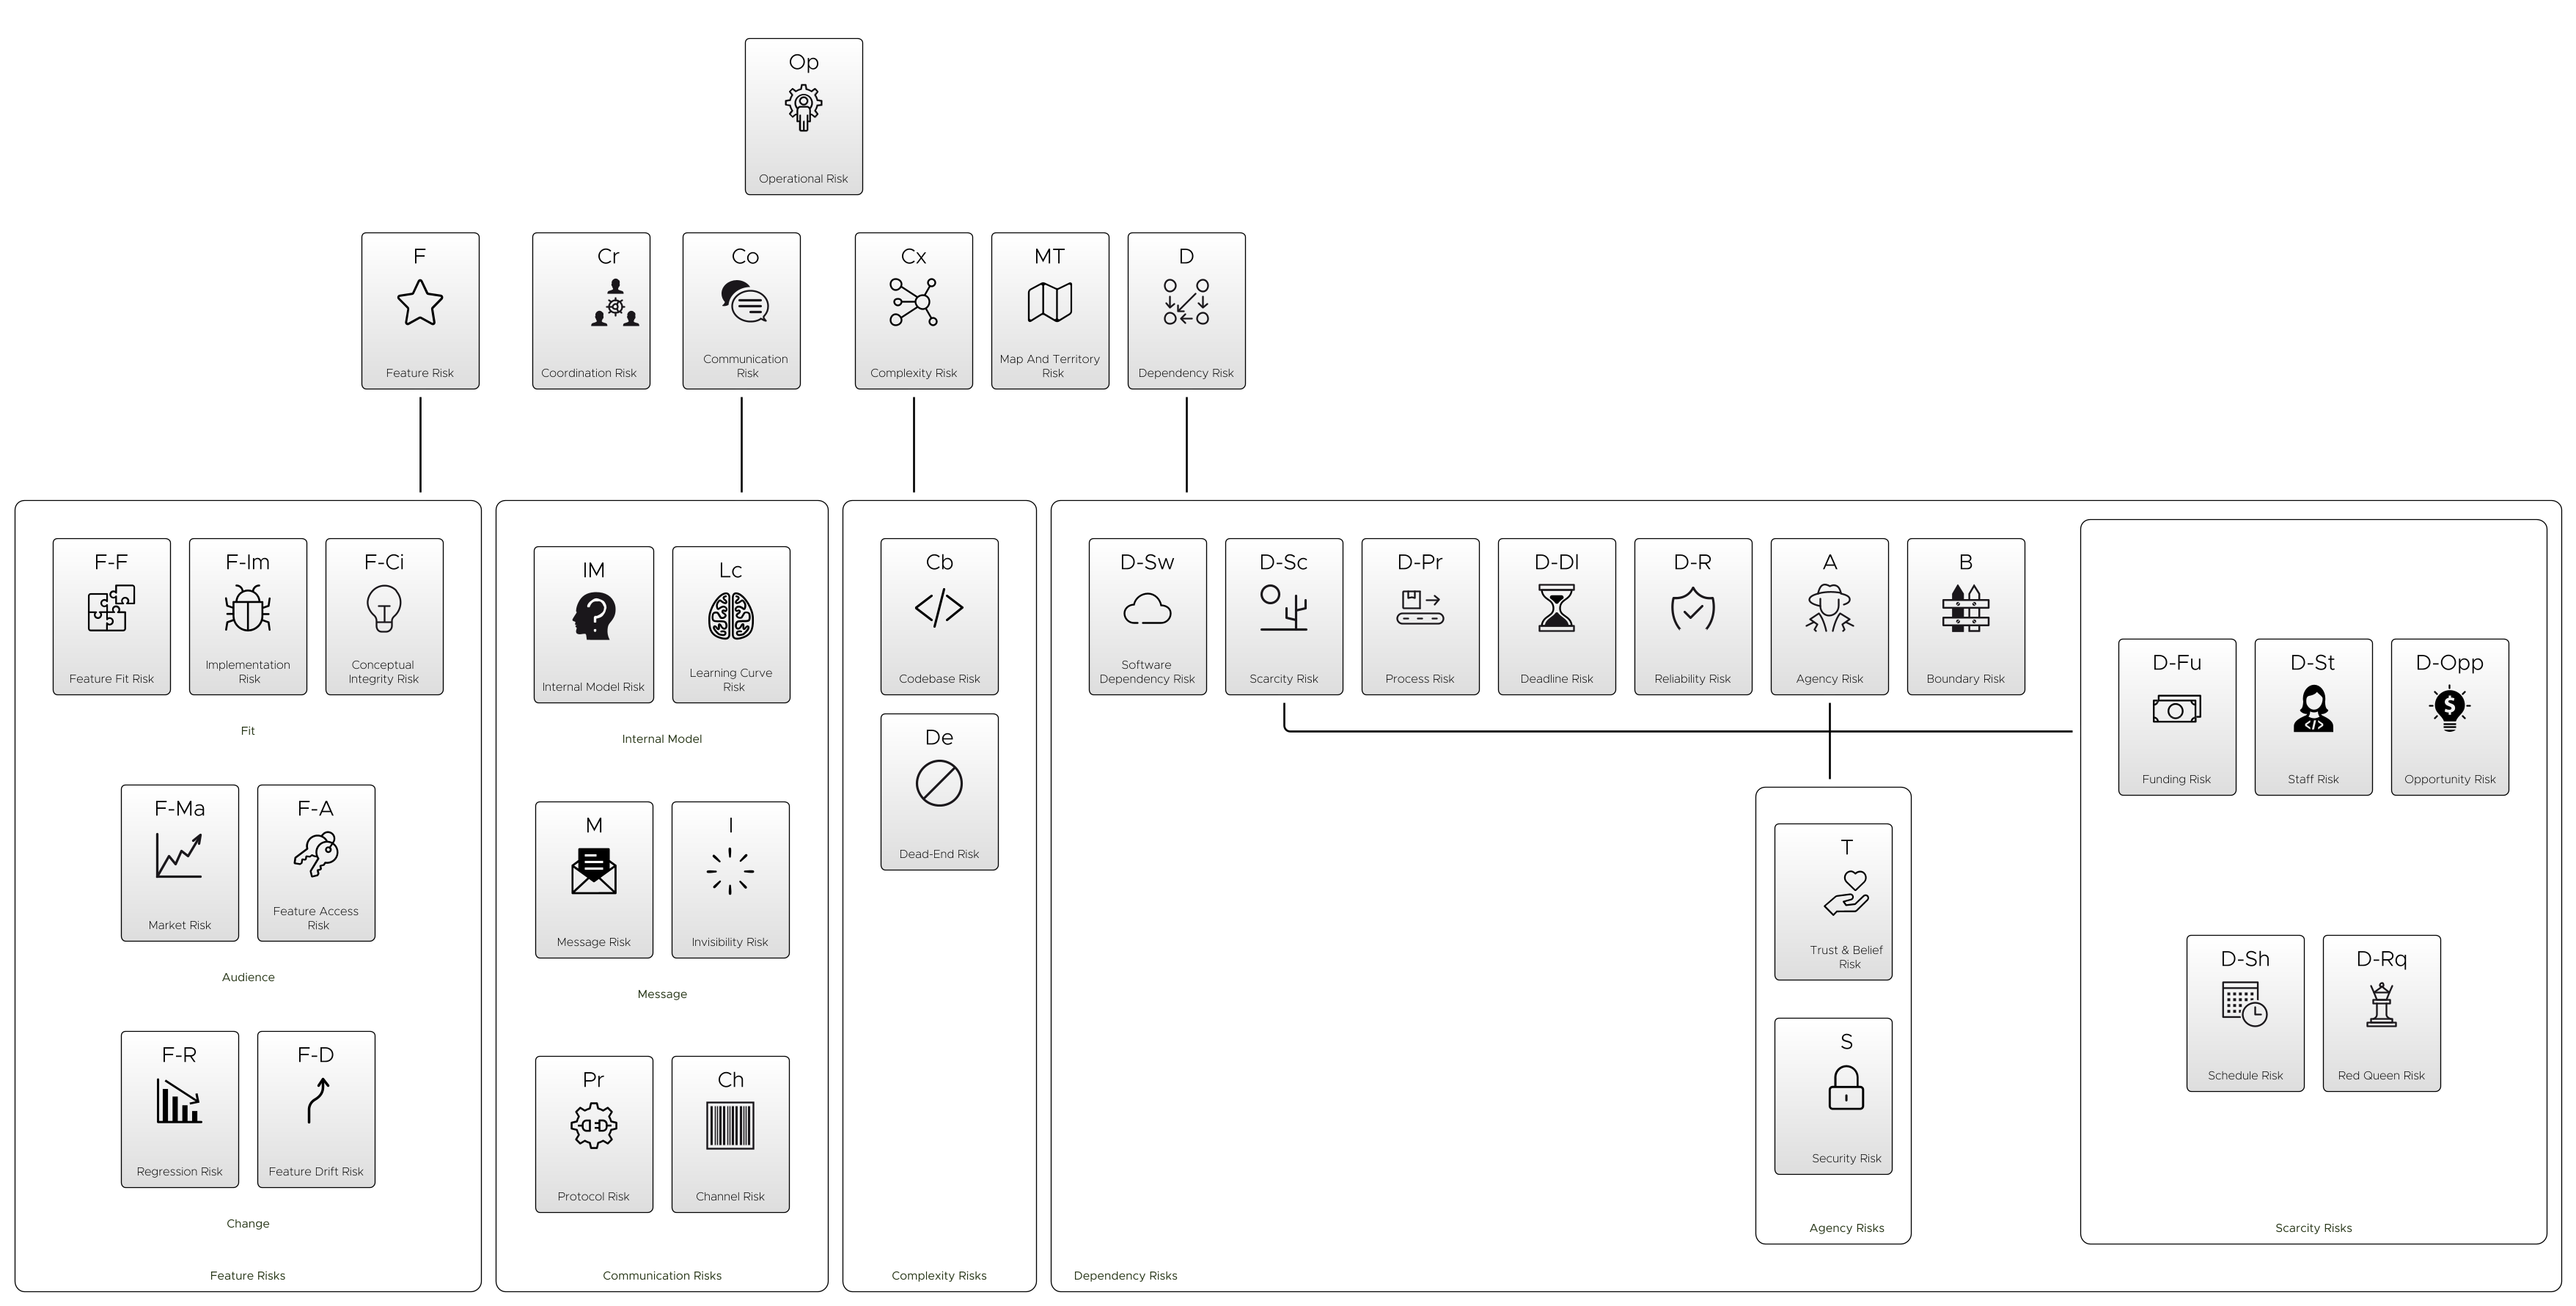 Op
Operational Risk
F
Feature Risk
Cr
Coordination Risk
Co
Communication
Risk
Cx
Complexity Risk
MT
Map And Territory
Risk
D
Dependency Risk
F-F
Feature Fit Risk
F-Im
Implementation
Risk
F-Ci
Conceptual
Integrity Risk
Fit
F-Ma
Market Risk
F-A
Feature Access
Risk
Audience
F-R
Regression Risk
F-D
Feature Drift Risk
Change
Feature Risks
IM
Internal Model Risk
Lc
Learning Curve
Risk
Internal Model
M
Message Risk
I
Invisibility Risk
Message
Pr
Protocol Risk
Ch
Channel Risk
Communication Risks
Cb
Codebase Risk
De
Dead-End Risk
Complexity Risks
D-Sw
Software
Dependency Risk
D-Sc
Scarcity Risk
D-Pr
Process Risk
D-Dl
Deadline Risk
D-R
Reliability Risk
A
Agency Risk
B
Boundary Risk
T
Trust & Belief
Risk
S
Security Risk
Agency Risks
D-Fu
Funding Risk
D-St
Staff Risk
D-Opp
Opportunity Risk
D-Sh
Schedule Risk
D-Rq
Red Queen Risk
Scarcity Risks
Dependency Risks